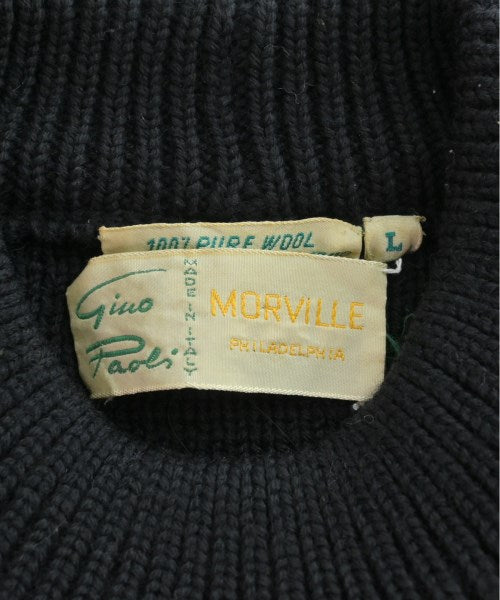 100% PURE WOOL
L
Gino
Paoli
MADE IN ITALY
MORVILLE
PHILADELPHIA